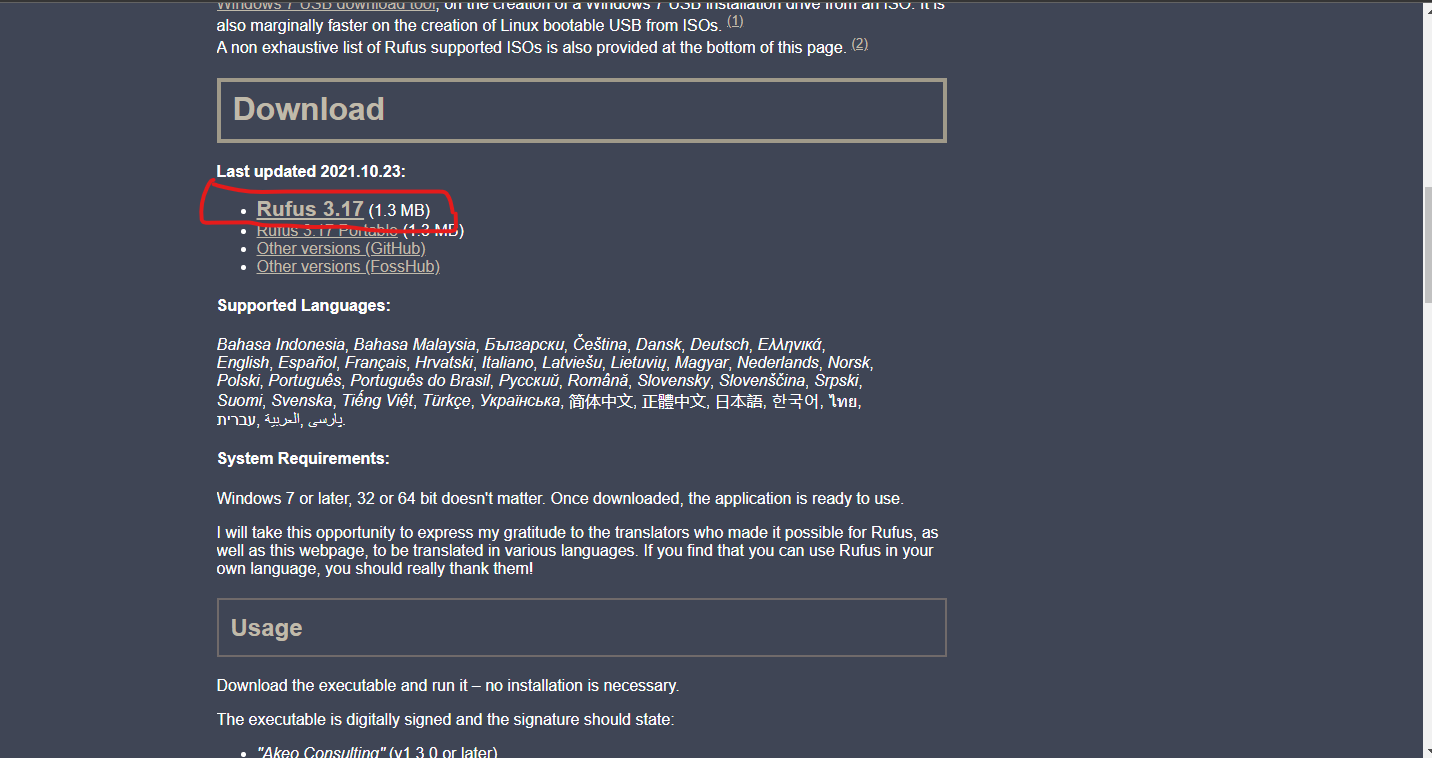 Windows 7 USB download tool, on the creation of a Windows 7 USB installation drive from an ISO. It is
also marginally faster on the creation of Linux bootable USB from ISOs. (1)
A non exhaustive list of Rufus supported ISOs is also provided at the bottom of this page. (2)
Download
Last updated 2021.10.23:
• Rufus 3.17 (1.3 MB)
• Rufus 3.17 Portable (1.3 MB)
• Other versions (GitHub)
• Other versions (FossHub)
Supported Languages:
Bahasa Indonesia, Bahasa Malaysia, Български, Čeština, Dansk, Deutsch, Ελληνικά,
English, Español, Français, Hrvatski, Italiano, Latviešu, Lietuvių, Magyar, Nederlands, Norsk,
Polski, Português, Português do Brasil, Русский, Română, Slovensky, Slovenščina, Srpski,
Suomi, Svenska, Tiếng Việt, Türkçe, Українська, 简体中文, 正體中文, 日本語, 한국어, ไทย,
עברית, العربية, پارسی.
System Requirements:
Windows 7 or later, 32 or 64 bit doesn't matter. Once downloaded, the application is ready to use.
I will take this opportunity to express my gratitude to the translators who made it possible for Rufus, as
well as this webpage, to be translated in various languages. If you find that you can use Rufus in your
own language, you should really thank them!
Usage
Download the executable and run it – no installation is necessary.
The executable is digitally signed and the signature should state:
• "Akeo Consulting" (v1.3.0 or later)